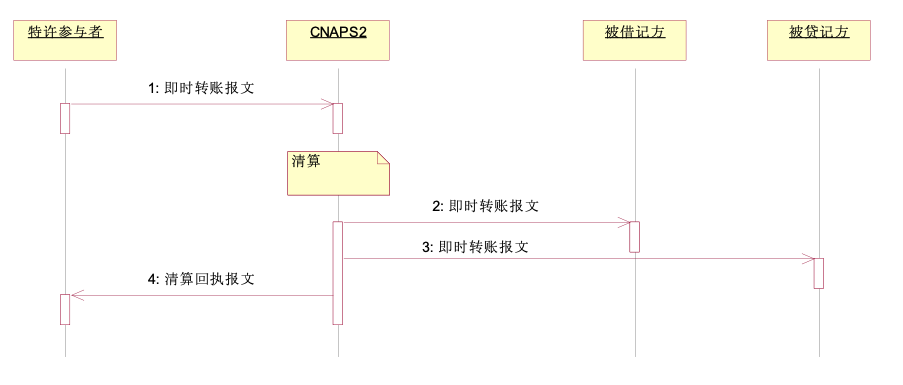 特许参与者
CNAPS2
被借记方
被贷记方
1: 即时转账报文
清算
2: 即时转账报文
3: 即时转账报文
4: 清算回执报文